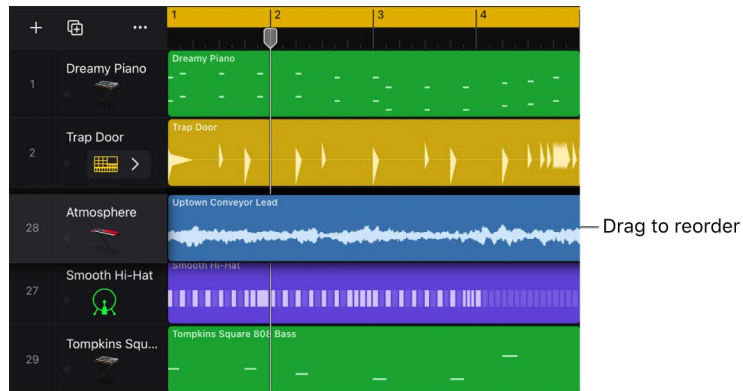 1 2 3 4
Dreamy Piano
1 Dreamy Piano
Trap Door
2 Trap Door
Uptown Conveyor Lead
28 Atmosphere
Drag to reorder
Smooth Hi-Hat
27 Smooth Hi-Hat
Tompkins Square 808 Bass
29 Tompkins Squ...